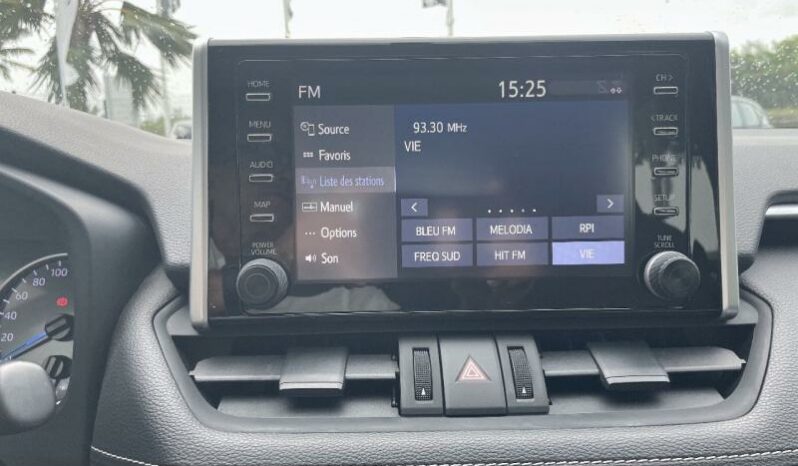 FM 15:25
HOME
MENU
AUDIO
MAP
POWER
VOLUME
Source
Favoris
Liste des stations
Manuel
Options
Son
93.30 MHz
VIE
< >
BLEU FM MELODIA RPI
FREQ SUD HIT FM VIE
CH >
< TRACK
PHONE
SETUP
TUNE
SCROLL
100
80
60
40
20